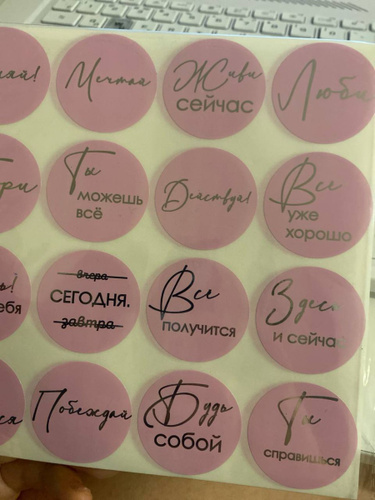 Мечтай
Живи
сейчас
Люби
Ты
можешь
всё
Действуй!
Всё
уже
хорошо
вчера
СЕГОДНЯ.
завтра
Всё
получится
Здесь
и сейчас
Побеждай
Будь
собой
Ты
справишься